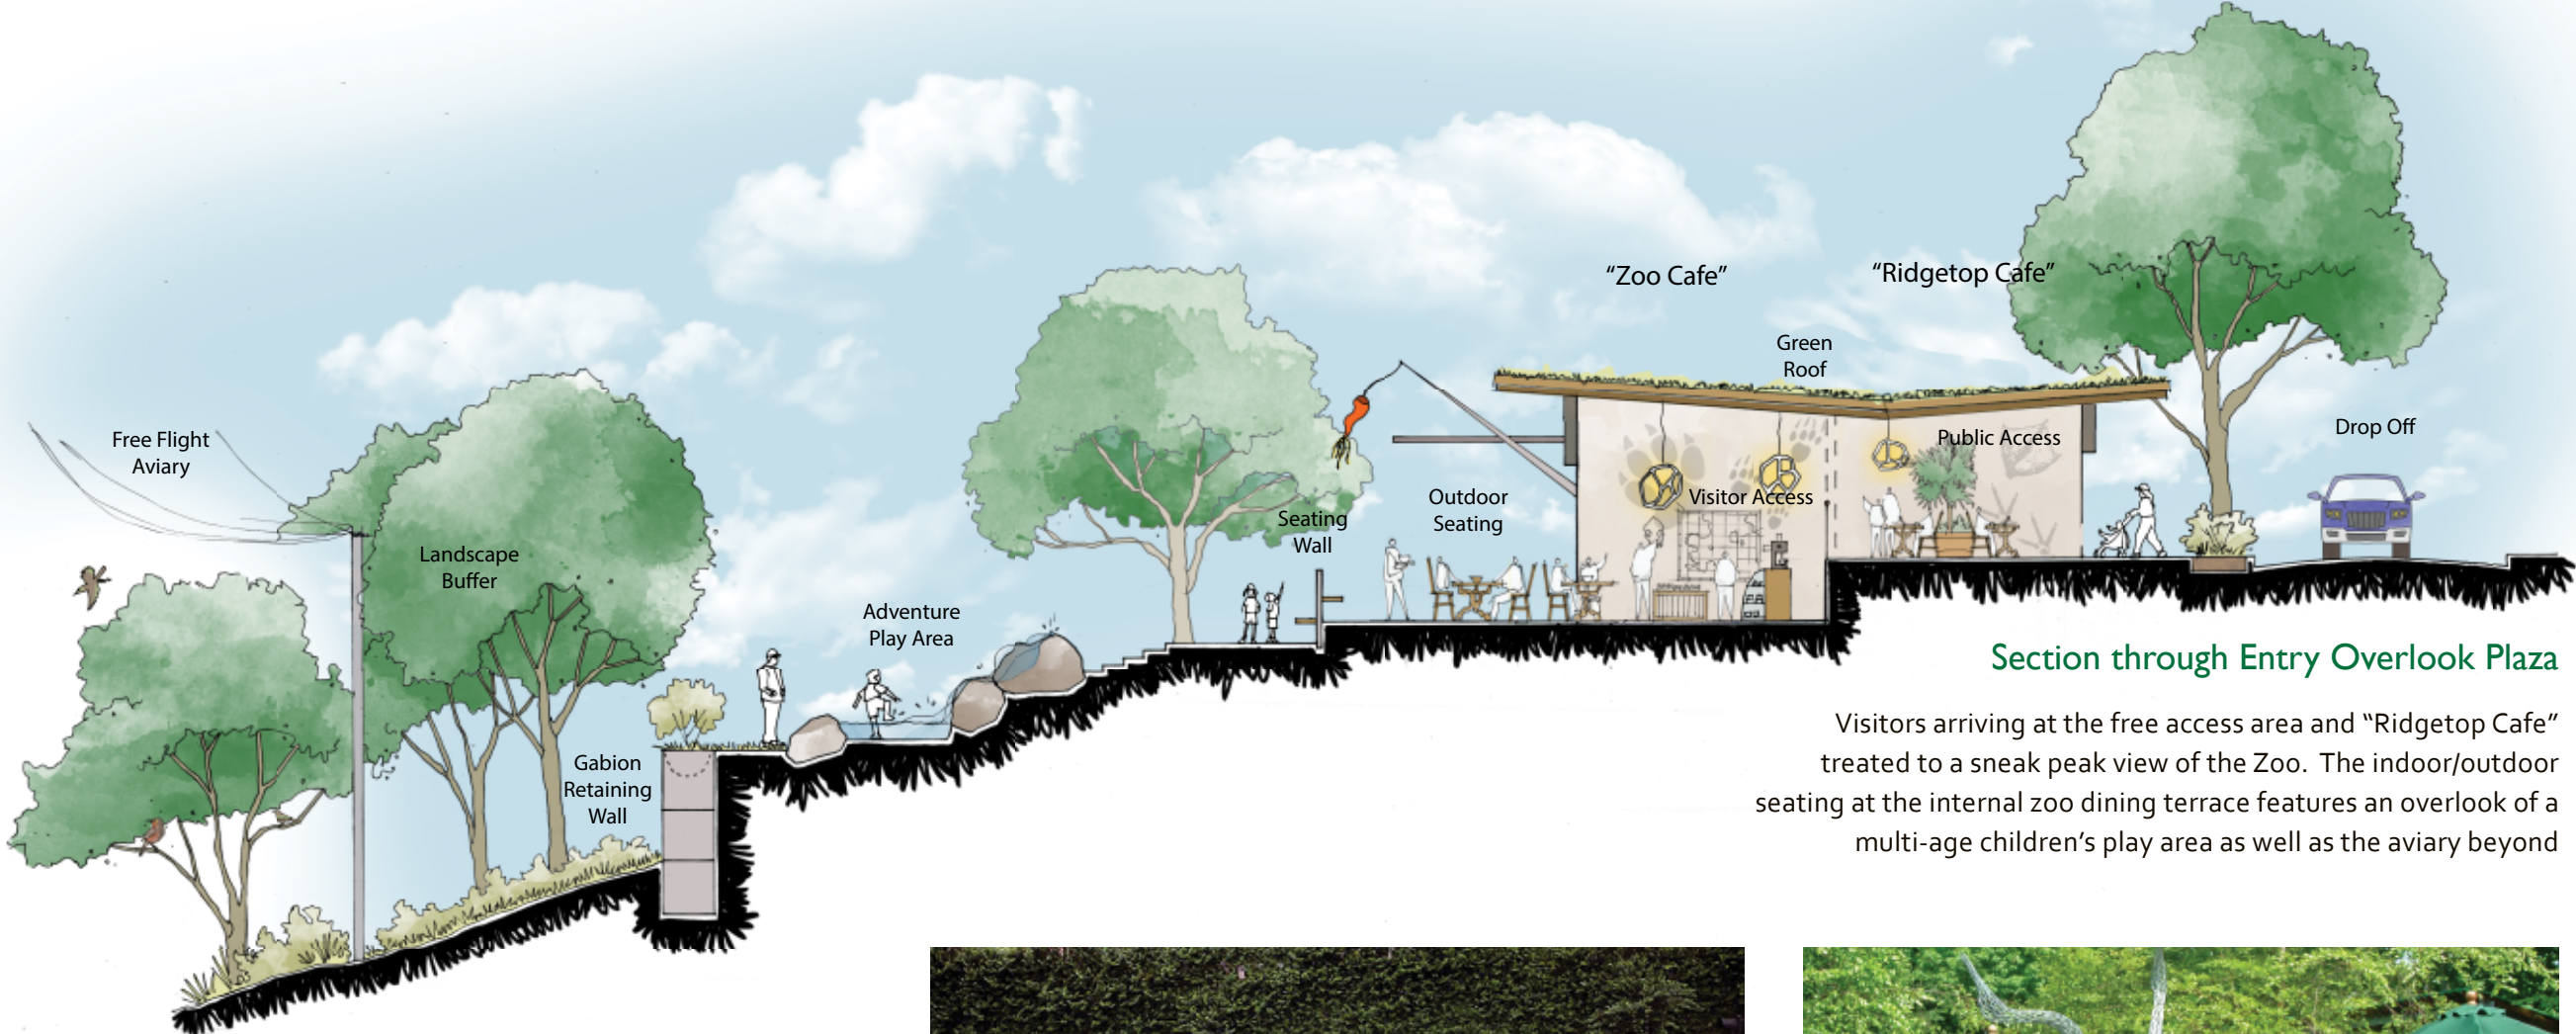 “Zoo Cafe”
“Ridgetop Cafe”
Green
Roof
Free Flight
Aviary
Public Access
Drop Off
Landscape
Buffer
Outdoor
Seating
Visitor Access
Seating
Wall
Adventure
Play Area
Gabion
Retaining
Wall
Section through Entry Overlook Plaza
Visitors arriving at the free access area and “Ridgetop Cafe”
treated to a sneak peak view of the Zoo.  The indoor/outdoor
seating at the internal zoo dining terrace features an overlook of a
multi-age children’s play area as well as the aviary beyond